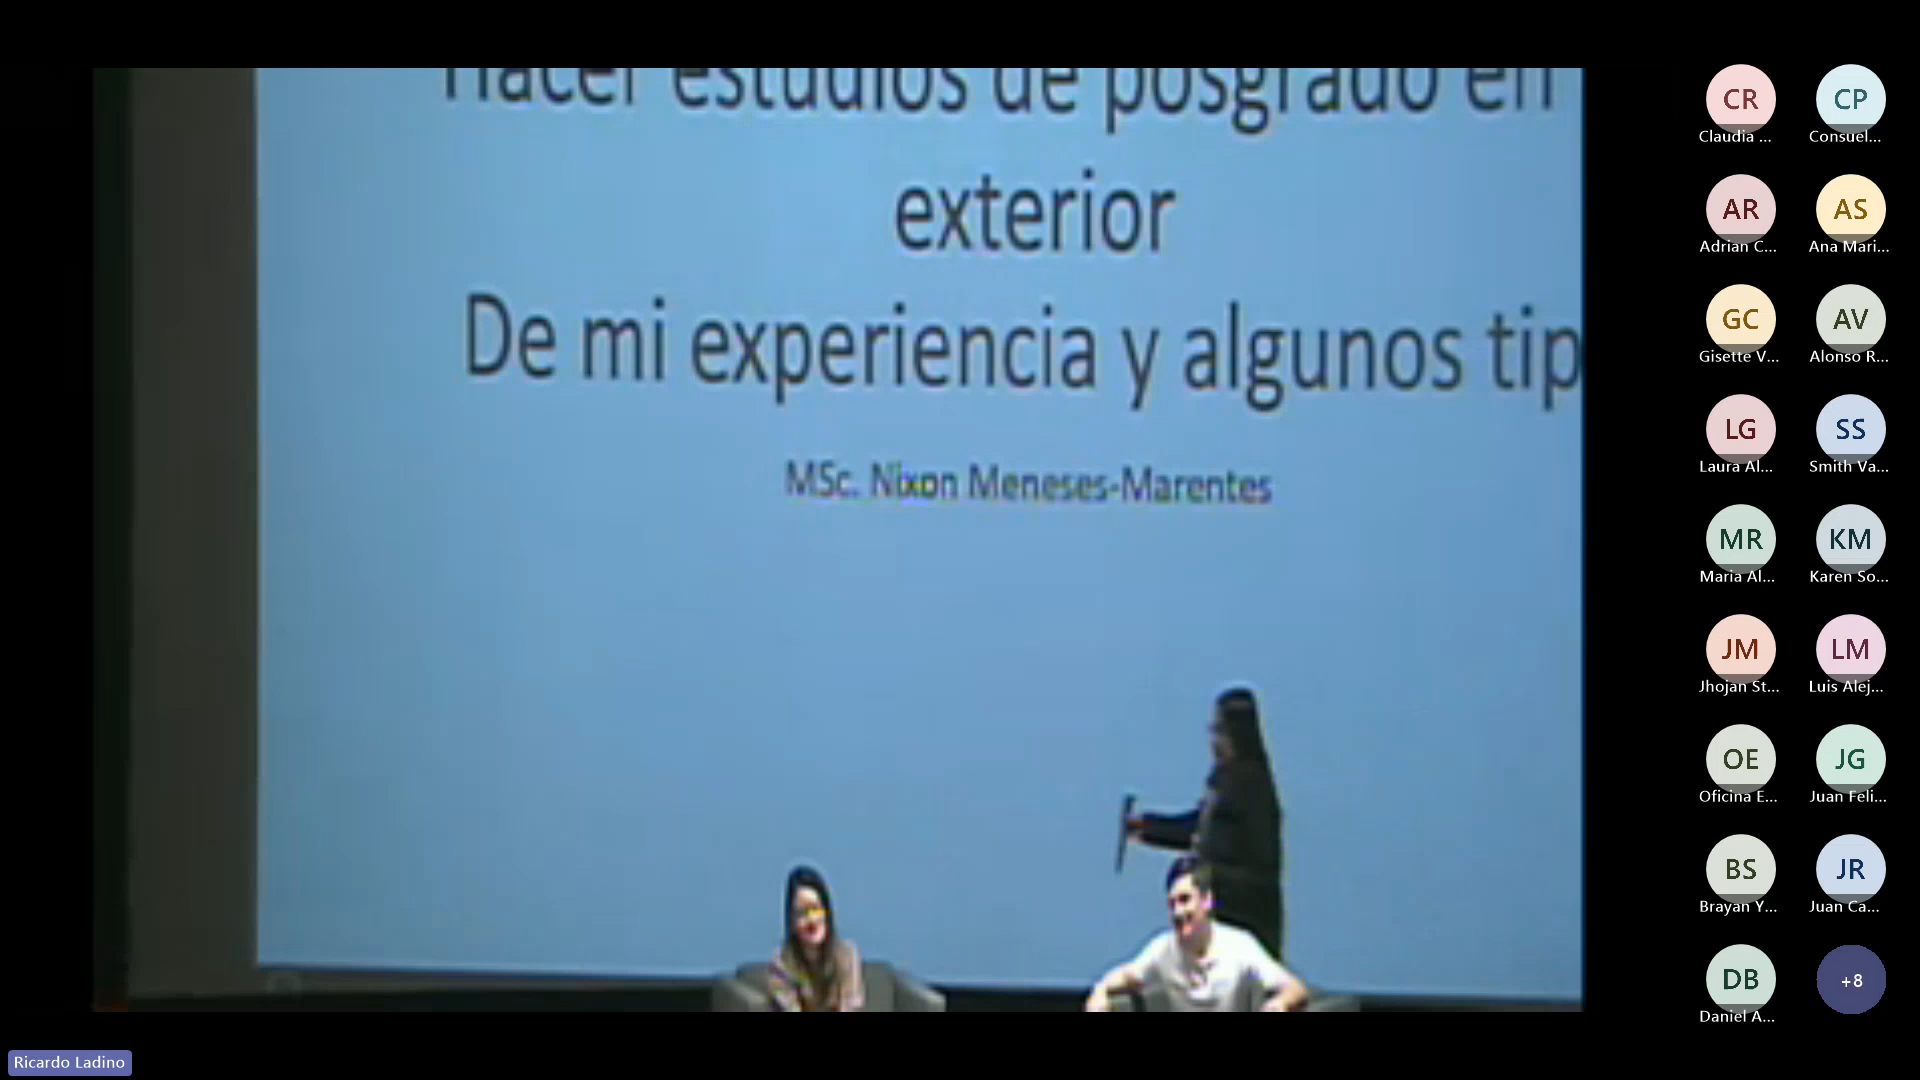 Hacer estudios de posgrado en
exterior
De mi experiencia y algunos tip
MSc. Nixon Meneses-Marentes
CR
Claudia ...
CP
Consuel...
AR
Adrian C...
AS
Ana Mari...
GC
Gisette V...
AV
Alonso R...
LG
Laura Al...
SS
Smith Va...
MR
Maria Al...
KM
Karen So...
JM
Jhojan St...
LM
Luis Alej...
OE
Oficina E...
JG
Juan Feli...
BS
Brayan Y...
JR
Juan Ca...
DB
Daniel A...
+8
Ricardo Ladino